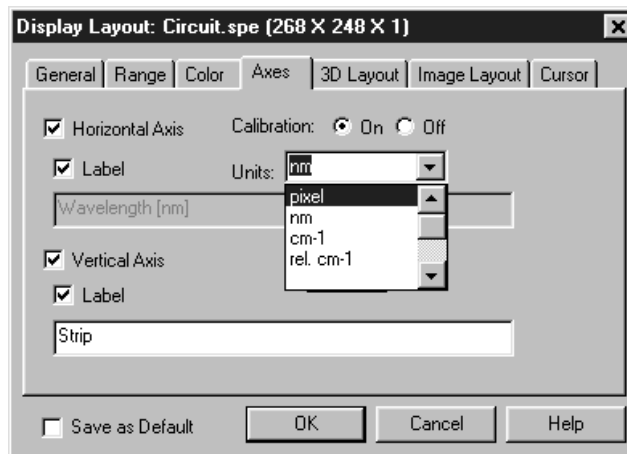 Display Layout: Circuit.spe (268 X 248 X 1)
General Range Color Axes 3D Layout Image Layout Cursor
Horizontal Axis Calibration: On Off
Label Units: nm
Wavelength [nm]
pixel
nm
cm-1
rel. cm-1
Vertical Axis
Label
Strip
Save as Default OK Cancel Help